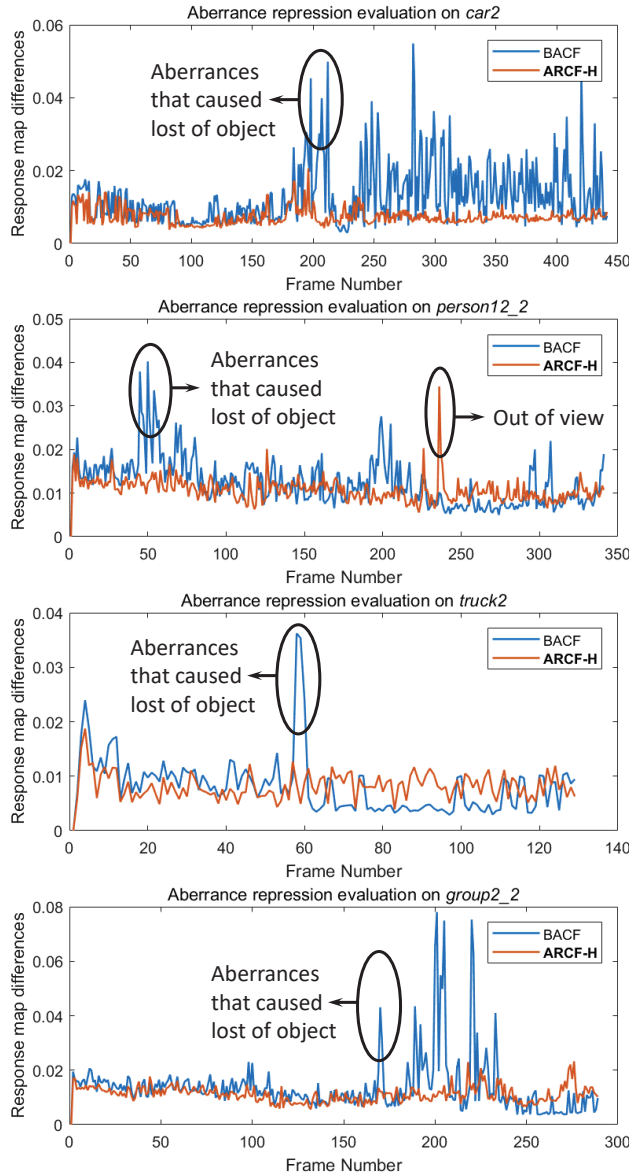 Aberrance repression evaluation on car2
0.06
0.04
0.02
0
Response map differences
Aberrances
that caused
lost of object
BACF
ARCF-H
0 50 100 150 200 250 300 350 400 450
Frame Number
Aberrance repression evaluation on person12_2
0.05
0.04
0.03
0.02
0.01
0
Response map differences
Aberrances
that caused
lost of object
Out of view
BACF
ARCF-H
0 50 100 150 200 250 300 350
Frame Number
Aberrance repression evaluation on truck2
0.04
0.03
0.02
0.01
0
Response map differences
Aberrances
that caused
lost of object
BACF
ARCF-H
0 20 40 60 80 100 120 140
Frame Number
Aberrance repression evaluation on group2_2
0.08
0.06
0.04
0.02
0
Response map differences
Aberrances
that caused
lost of object
BACF
ARCF-H
0 50 100 150 200 250 300
Frame Number